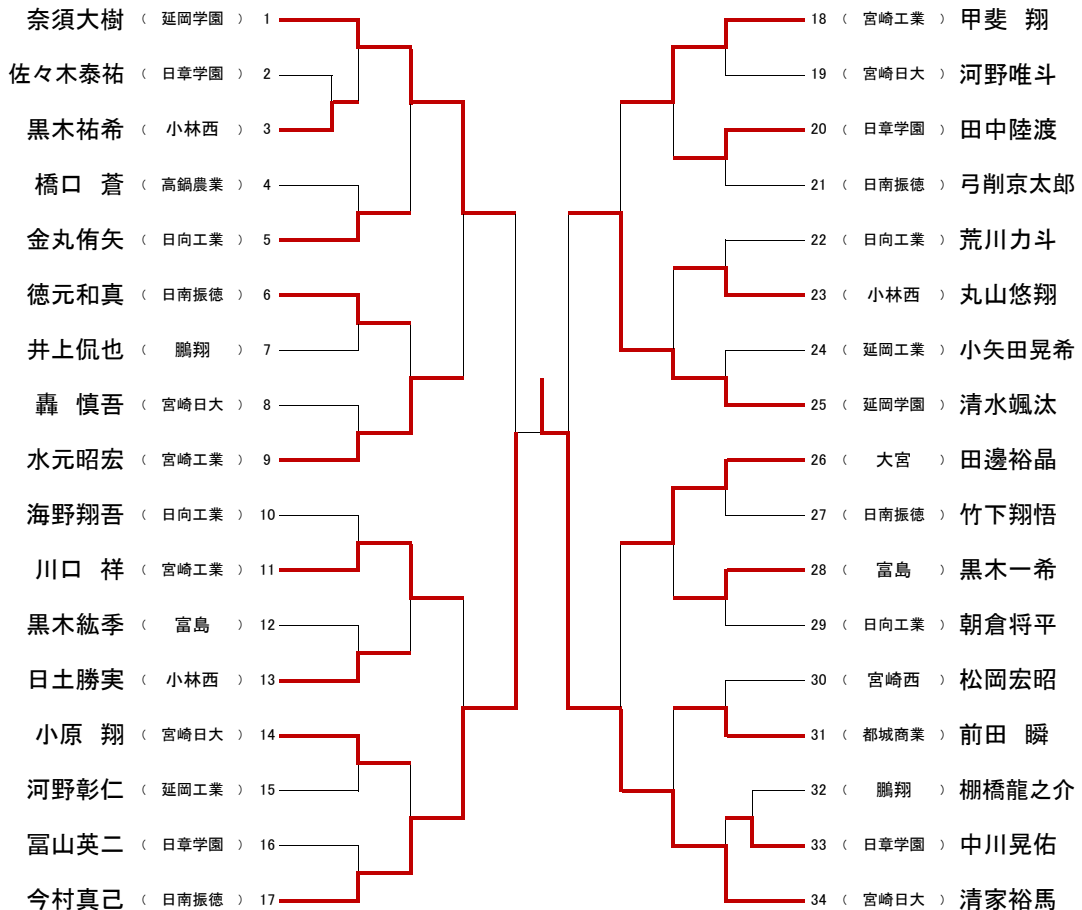 奈須大樹 （ 延岡学園 ） 1
佐々木泰祐 （ 日章学園 ） 2
黒木祐希 （ 小林西 ） 3
橋口 蒼 （ 高鍋農業 ） 4
金丸侑矢 （ 日向工業 ） 5
徳元和真 （ 日南振徳 ） 6
井上侃也 （ 鵬翔 ） 7
轟 慎吾 （ 宮崎日大 ） 8
水元昭宏 （ 宮崎工業 ） 9
海野翔吾 （ 日向工業 ） 10
川口 祥 （ 宮崎工業 ） 11
黒木紘季 （ 富島 ） 12
日土勝実 （ 小林西 ） 13
小原 翔 （ 宮崎日大 ） 14
河野彰仁 （ 延岡工業 ） 15
冨山英二 （ 日章学園 ） 16
今村真己 （ 日南振徳 ） 17
18 （ 宮崎工業 ） 甲斐 翔
19 （ 宮崎日大 ） 河野唯斗
20 （ 日章学園 ） 田中陸渡
21 （ 日南振徳 ） 弓削京太郎
22 （ 日向工業 ） 荒川力斗
23 （ 小林西 ） 丸山悠翔
24 （ 延岡工業 ） 小矢田晃希
25 （ 延岡学園 ） 清水颯汰
26 （ 大宮 ） 田邊裕晶
27 （ 日南振徳 ） 竹下翔悟
28 （ 富島 ） 黒木一希
29 （ 日向工業 ） 朝倉将平
30 （ 宮崎西 ） 松岡宏昭
31 （ 都城商業 ） 前田 瞬
32 （ 鵬翔 ） 棚橋龍之介
33 （ 日章学園 ） 中川晃佑
34 （ 宮崎日大 ） 清家裕馬